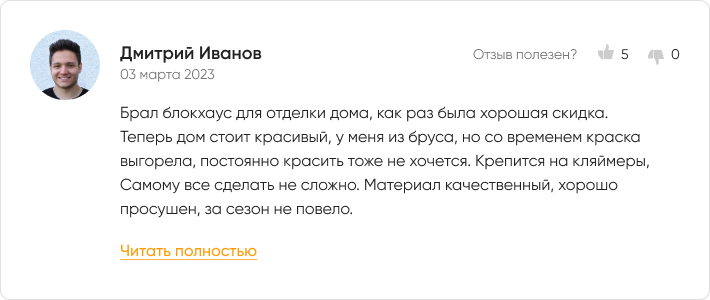 Дмитрий Иванов
Отзыв полезен? 5 0
03 марта 2023
Брал блокхаус для отделки дома, как раз была хорошая скидка.
Теперь дом стоит красивый, у меня из бруса, но со временем краска
выгорела, постоянно красить тоже не хочется. Крепится на кляймеры,
Самому все сделать не сложно. Материал качественный, хорошо
просушен, за сезон не повело.
Читать полностью